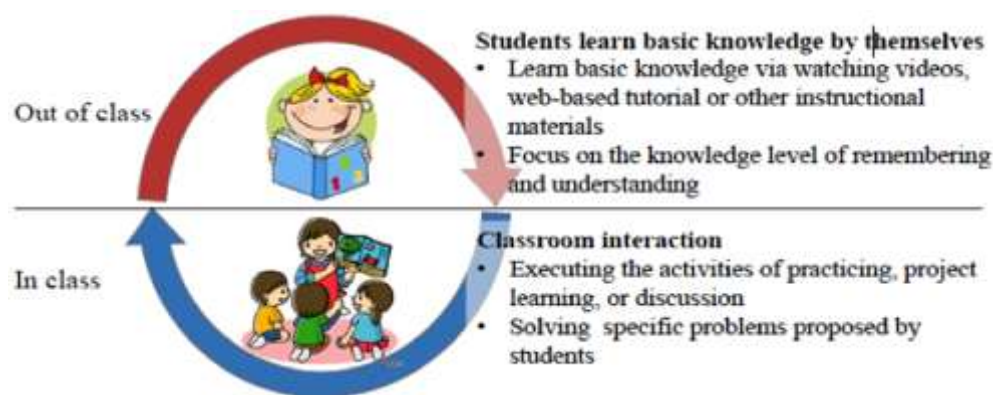 Students learn basic knowledge by themselves
• Learn basic knowledge via watching videos,
web-based tutorial or other instructional
materials
• Focus on the knowledge level of remembering
and understanding
Out of class
In class
Classroom interaction
• Executing the activities of practicing, project
learning, or discussion
• Solving specific problems proposed by
students